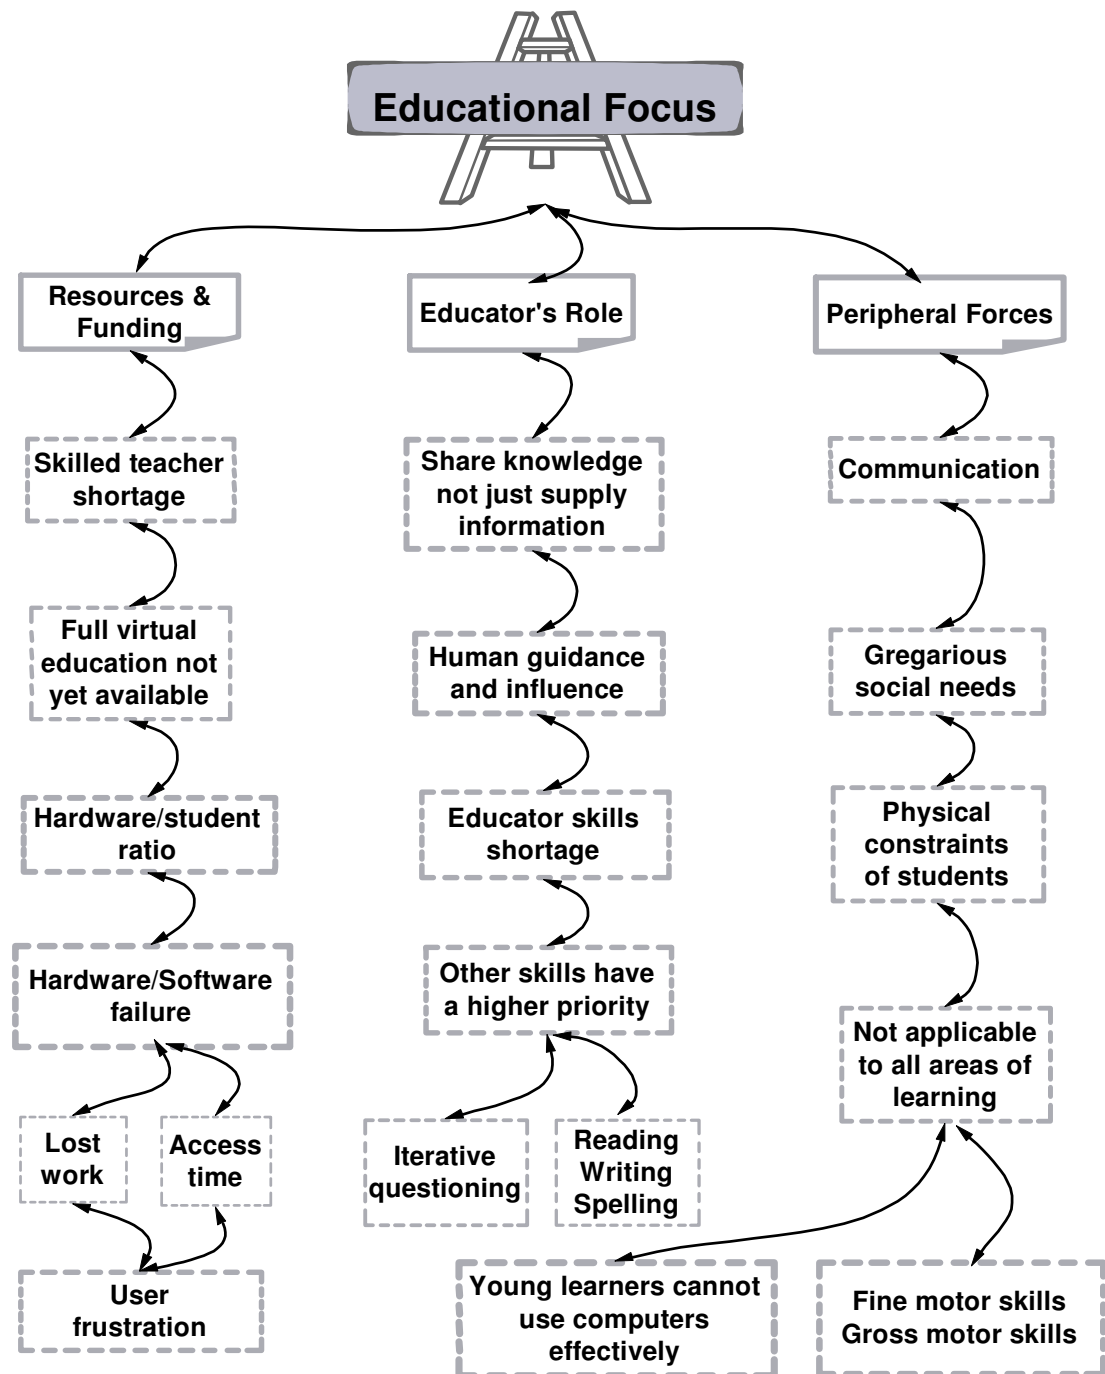 Educational Focus
Resources &
Funding
Educator's Role
Peripheral Forces
Skilled teacher
shortage
Share knowledge
not just supply
information
Communication
Full virtual
education not
yet available
Human guidance
and influence
Gregarious
social needs
Hardware/student
ratio
Educator skills
shortage
Physical
constraints
of students
Hardware/Software
failure
Other skills have
a higher priority
Not applicable
to all areas of
learning
Lost
work
Access
time
Iterative
questioning
Reading
Writing
Spelling
User
frustration
Young learners cannot
use computers
effectively
Fine motor skills
Gross motor skills